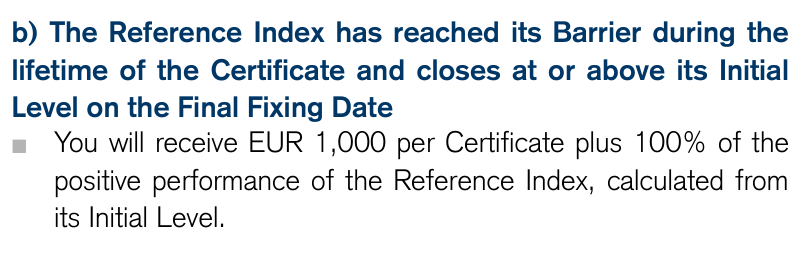 b) The Reference Index has reached its Barrier during the
lifetime of the Certificate and closes at or above its Initial
Level on the Final Fixing Date
■ You will receive EUR 1,000 per Certificate plus 100% of the
positive performance of the Reference Index, calculated from
its Initial Level.